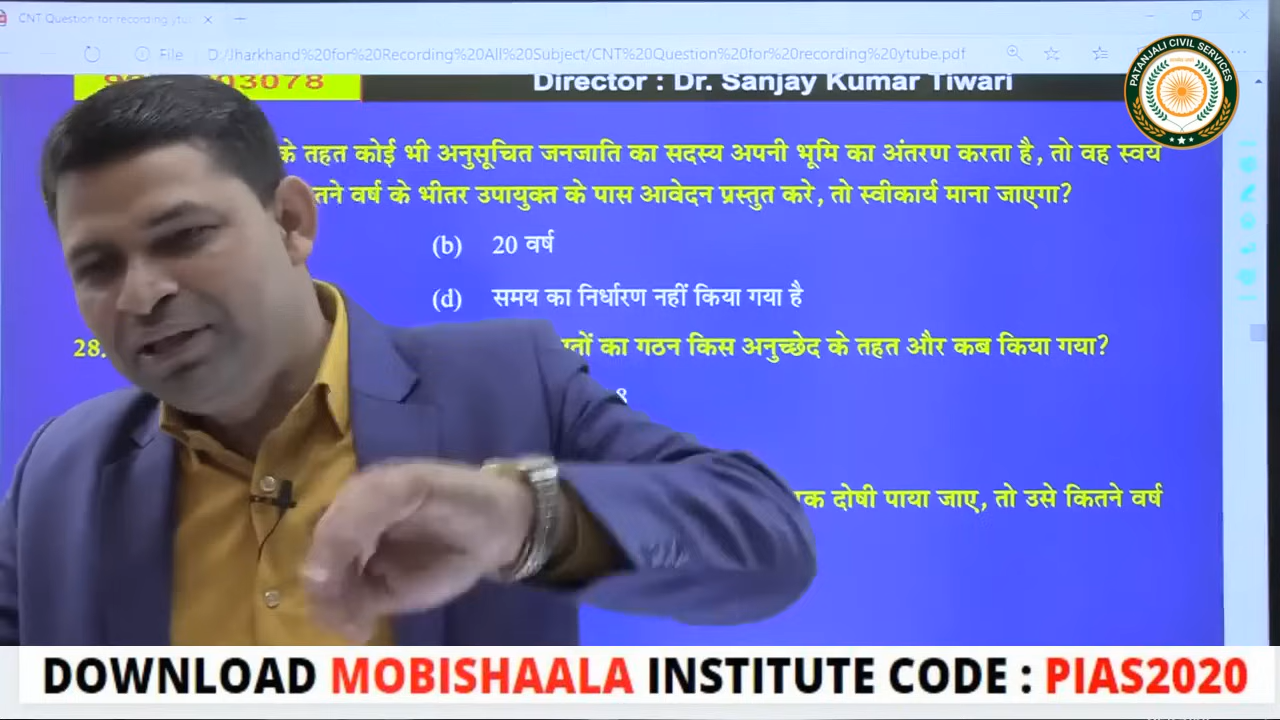 CNT Question for recording ytu
File D:/Jharkhand%20for%20Recording%20All%20Subject/CNT%20Question%20for%20recording%20ytube.pdf
03078
Director : Dr. Sanjay Kumar Tiwari
PATANJALI CIVIL SERVICES
के तहत कोई भी अनुसूचित जनजाति का सदस्य अपनी भूमि का अंतरण करता है, तो वह स्वयं
तने वर्ष के भीतर उपायुक्त के पास आवेदन प्रस्तुत करे, तो स्वीकार्य माना जाएगा?
(b) 20 वर्ष
(d) समय का निर्धारण नहीं किया गया है
28. का गठन किस अनुच्छेद के तहत और कब किया गया?
8
दोषी पाया जाए, तो उसे कितने वर्ष
DOWNLOAD MOBISHAALA INSTITUTE CODE : PIAS2020